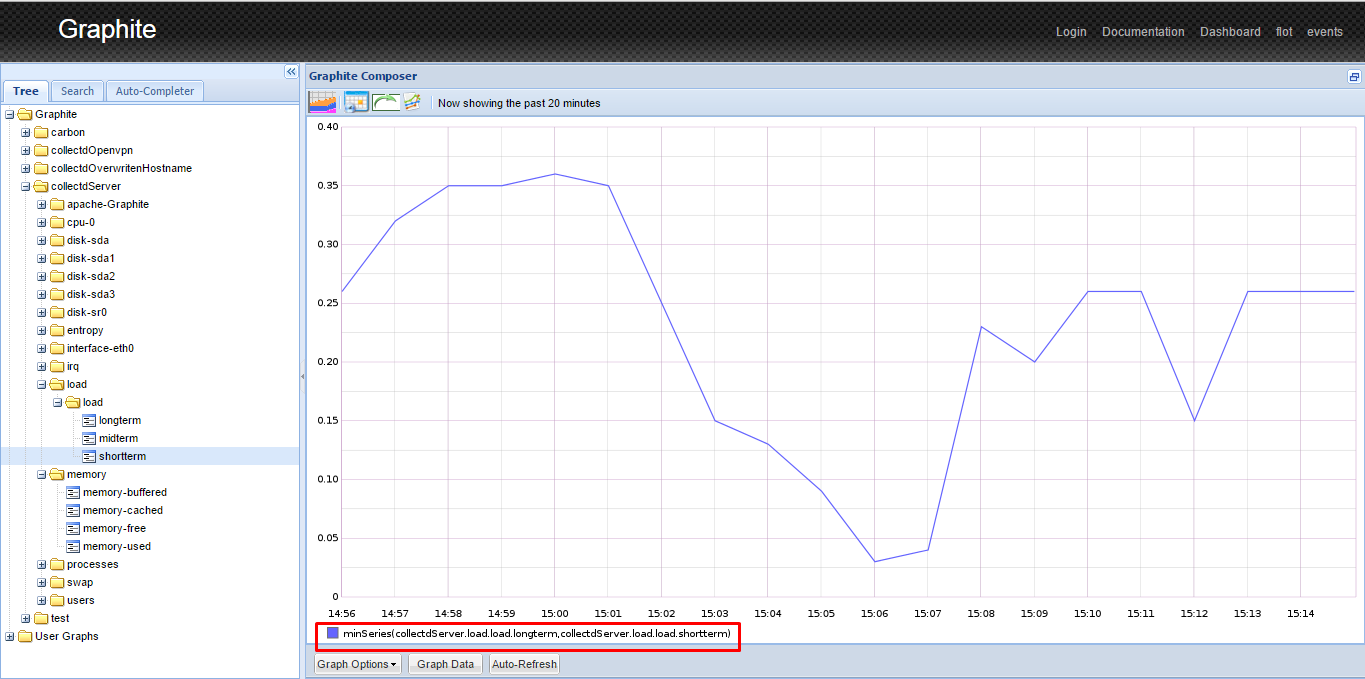 Graphite
Login Documentation Dashboard flot events
Tree Search Auto-Completer
Graphite
carbon
collectdOpenvpn
collectdOverwritenHostname
collectdServer
apache-Graphite
cpu-0
disk-sda
disk-sda1
disk-sda2
disk-sda3
disk-sr0
entropy
interface-eth0
irq
load
load
longterm
midterm
shortterm
memory
memory-buffered
memory-cached
memory-free
memory-used
processes
swap
users
test
User Graphs
Graphite Composer
Now showing the past 20 minutes
0.40
0.35
0.30
0.25
0.20
0.15
0.10
0.05
0
14:56 14:57 14:58 14:59 15:00 15:01 15:02 15:03 15:04 15:05 15:06 15:07 15:08 15:09 15:10 15:11 15:12 15:13 15:14
minSeries(collectdServer.load.load.longterm,collectdServer.load.load.shortterm)
Graph Options Graph Data Auto-Refresh